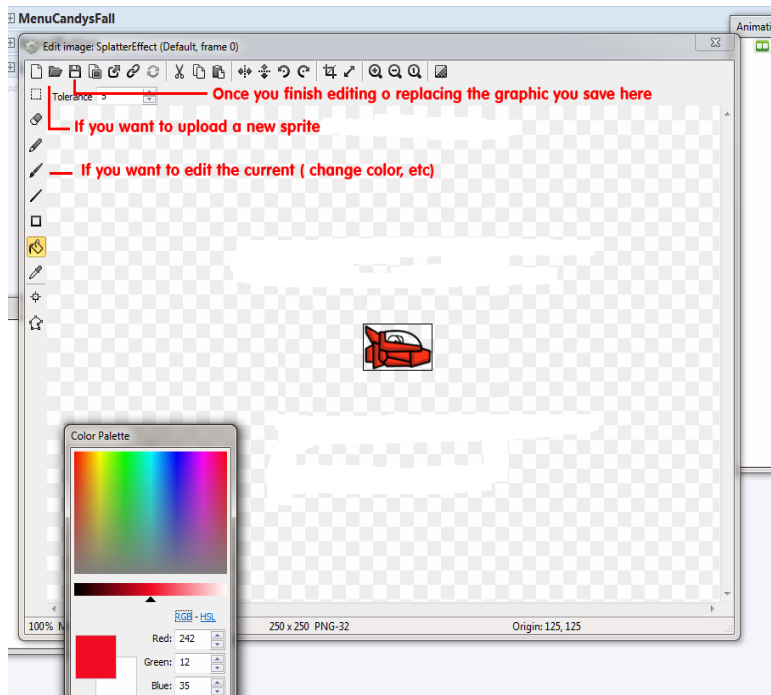 MenuCandysFall
Animati
Edit image: SplatterEffect (Default, frame 0)
Once you finish editing o replacing the graphic you save here
Tolerance 5
If you want to upload a new sprite
If you want to edit the current ( change color, etc)
Color Palette
RGB - HSL
100% M
250 x 250 PNG-32
Origin: 125, 125
Red: 242
Green: 12
Blue: 35